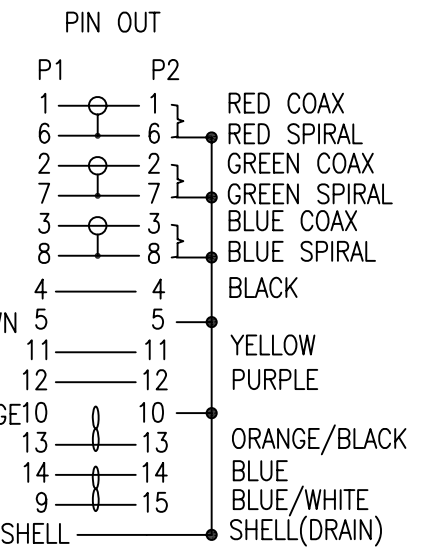 PIN OUT
P1 P2
1 1 RED COAX
6 6 RED SPIRAL
2 2 GREEN COAX
7 7 GREEN SPIRAL
3 3 BLUE COAX
8 8 BLUE SPIRAL
4 4 BLACK
5 5
11 11 YELLOW
12 12 PURPLE
10 10
13 13 ORANGE/BLACK
14 14 BLUE
9 15 BLUE/WHITE
SHELL SHELL(DRAIN)